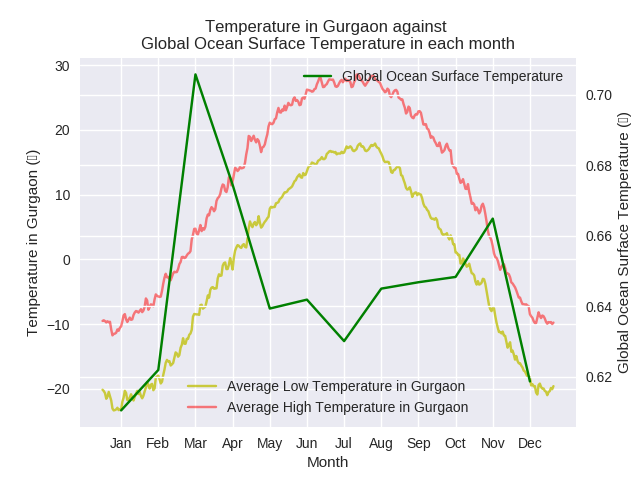 Temperature in Gurgaon against
Global Ocean Surface Temperature in each month
Global Ocean Surface Temperature
30
20
10
0
−10
−20
0.70
0.68
0.66
0.64
0.62
Temperature in Gurgaon (▯)
Global Ocean Surface Temperature (▯)
Average Low Temperature in Gurgaon
Average High Temperature in Gurgaon
Jan Feb Mar Apr May Jun Jul Aug Sep Oct Nov Dec
Month